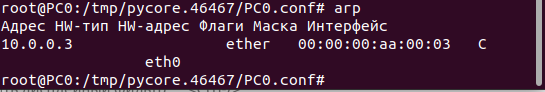 root@PC0:/tmp/pycore.46467/PC0.conf# arp
Адрес HW-тип HW-адрес Флаги Маска Интерфейс
10.0.0.3 ether 00:00:00:aa:00:03 C
eth0
root@PC0:/tmp/pycore.46467/PC0.conf#